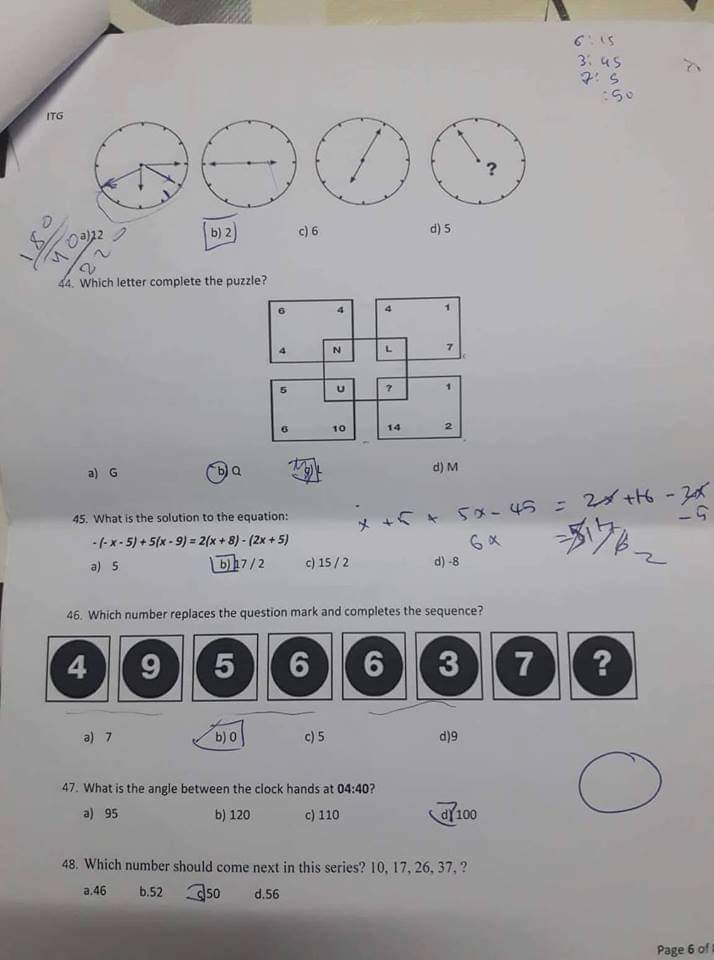 6: 15
3: 45
7: 5
: 50
ITG
?
180
40
220
a)12 b) 2 c) 6 d) 5
44. Which letter complete the puzzle?
6 4 4 1
4 N L 7
5 U ? 1
6 10 14 2
a) G b) Q d) M
x + 5 + 5x - 45 = 2x + 16 - 2x - 5
45. What is the solution to the equation:
6x
- (- x - 5) + 5(x - 9) = 2(x + 8) - (2x + 5)
a) 5 b) 17 / 2 c) 15 / 2 d) -8
46. Which number replaces the question mark and completes the sequence?
4 9 5 6 6 3 7 ?
a) 7 b) 0 c) 5 d)9
47. What is the angle between the clock hands at 04:40?
a) 95 b) 120 c) 110 d) 100
48. Which number should come next in this series? 10, 17, 26, 37, ?
a.46 b.52 c.50 d.56
Page 6 of